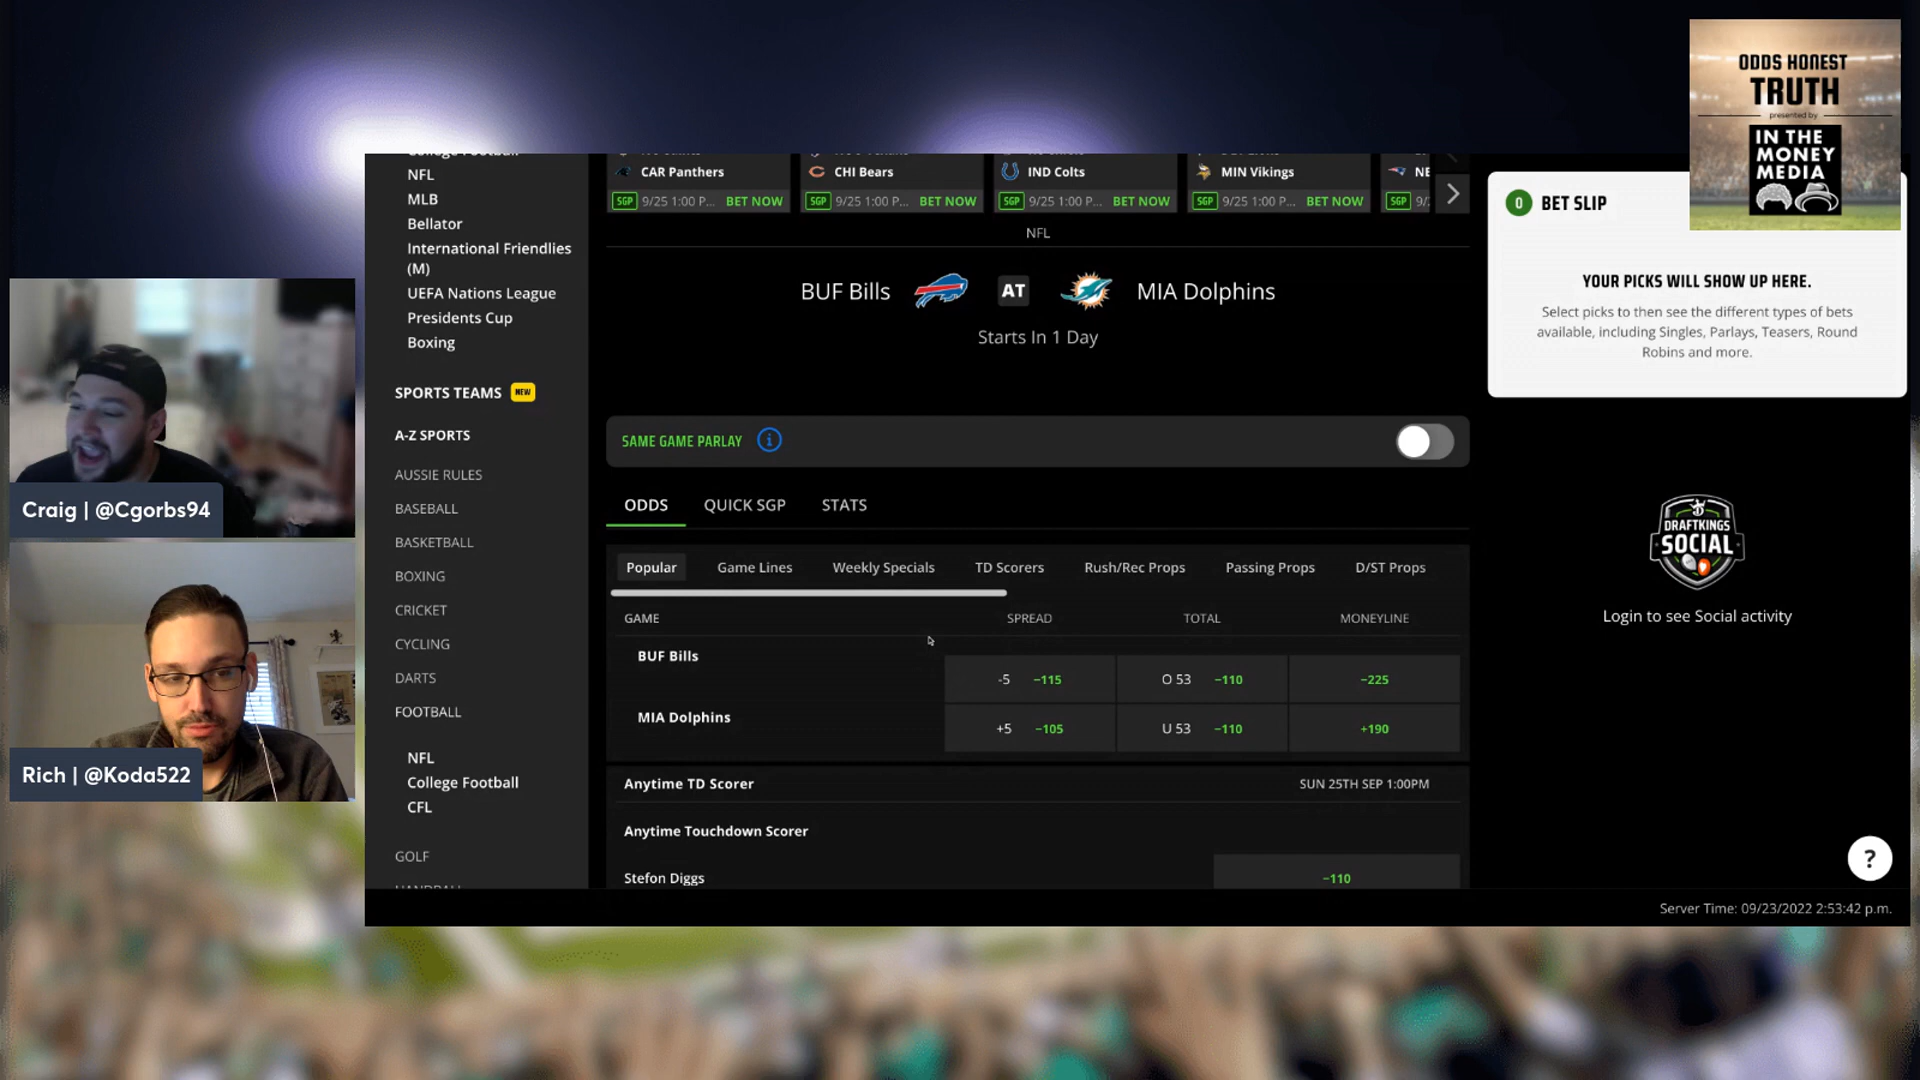 ODDS HONEST
TRUTH
presented by
IN THE
MONEY
MEDIA
Craig | @Cgorbs94
Rich | @Koda522
College Football
NFL
MLB
Bellator
International Friendlies
(M)
UEFA Nations League
Presidents Cup
Boxing
SPORTS TEAMS NEW
A-Z SPORTS
AUSSIE RULES
BASEBALL
BASKETBALL
BOXING
CRICKET
CYCLING
DARTS
FOOTBALL
NFL
College Football
CFL
GOLF
HANDBALL
CAR Panthers
SGP 9/25 1:00 P... BET NOW
CHI Bears
SGP 9/25 1:00 P... BET NOW
IND Colts
SGP 9/25 1:00 P... BET NOW
MIN Vikings
SGP 9/25 1:00 P... BET NOW
NE
SGP 9/
NFL
BUF Bills AT MIA Dolphins
Starts In 1 Day
SAME GAME PARLAY i
ODDS QUICK SGP STATS
Popular Game Lines Weekly Specials TD Scorers Rush/Rec Props Passing Props D/ST Props
GAME SPREAD TOTAL MONEYLINE
BUF Bills -5 −115 O 53 −110 −225
MIA Dolphins +5 −105 U 53 −110 +190
Anytime TD Scorer SUN 25TH SEP 1:00PM
Anytime Touchdown Scorer
Stefon Diggs −110
0 BET SLIP
YOUR PICKS WILL SHOW UP HERE.
Select picks to then see the different types of bets
available, including Singles, Parlays, Teasers, Round
Robins and more.
DRAFTKINGS
SOCIAL
Login to see Social activity
?
Server Time: 09/23/2022 2:53:42 p.m.